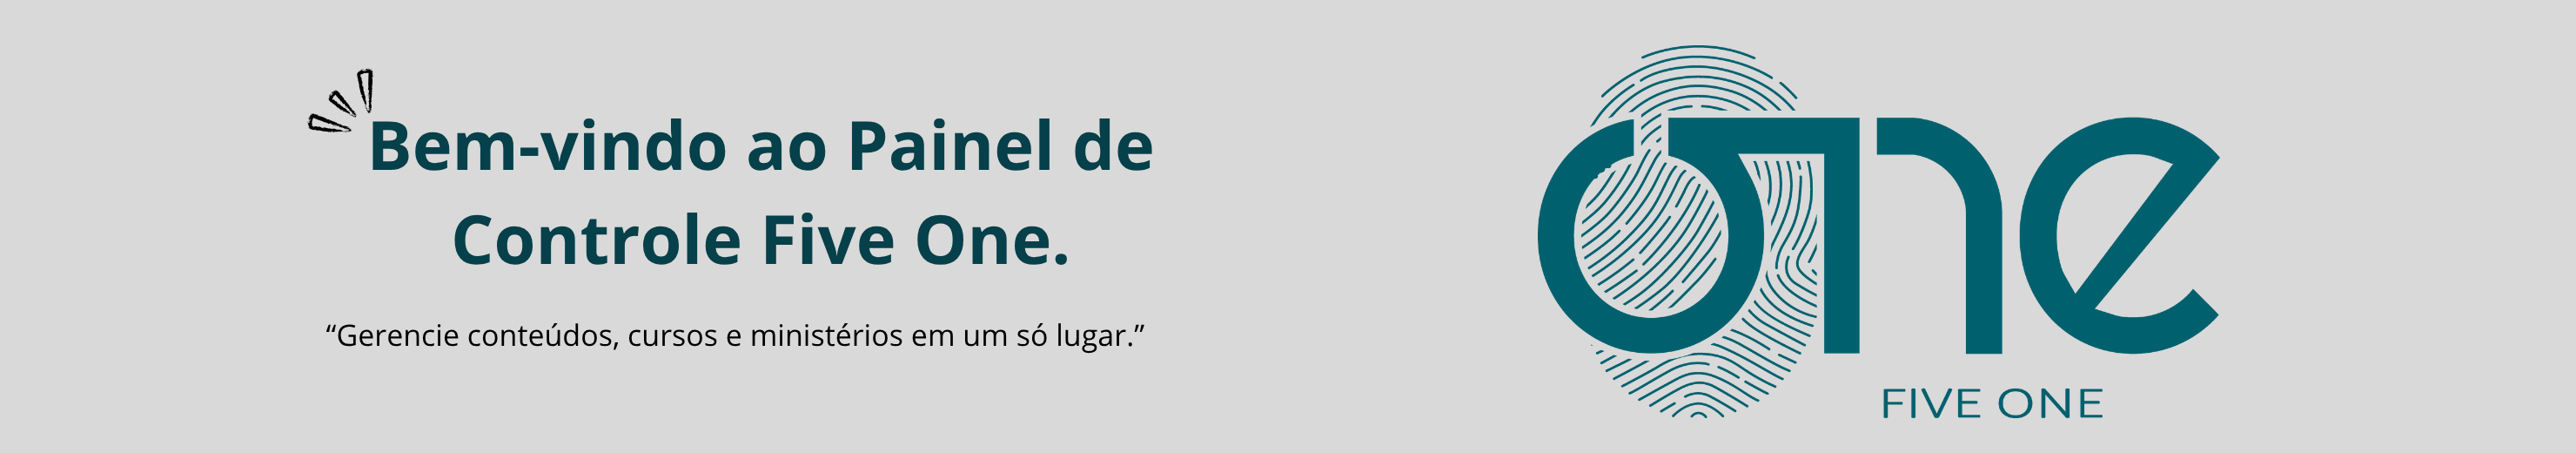 Bem-vindo ao Painel de
Controle Five One.
“Gerencie conteúdos, cursos e ministérios em um só lugar.”
one
FIVE ONE